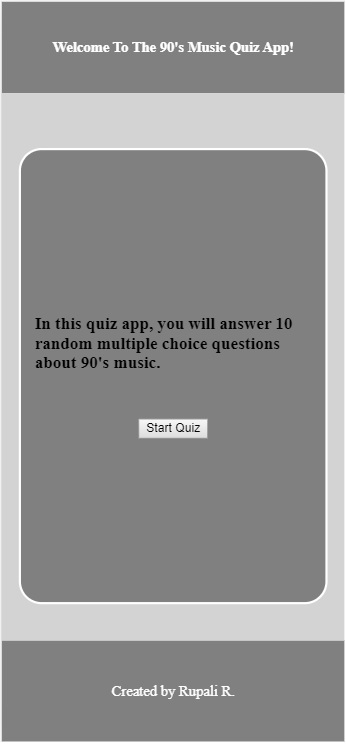 Welcome To The 90's Music Quiz App!
In this quiz app, you will answer 10
random multiple choice questions
about 90's music.
Start Quiz
Created by Rupali R.